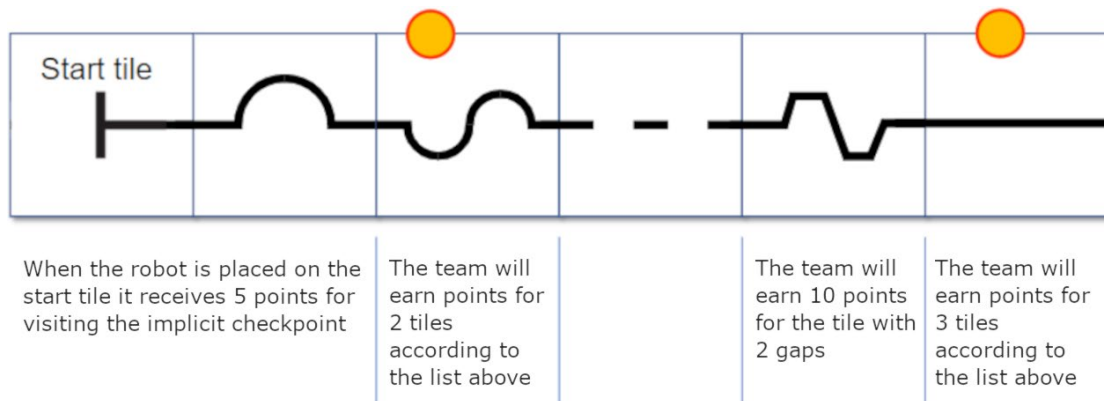 Start tile
When the robot is placed on the
start tile it receives 5 points for
visiting the implicit checkpoint
The team will
earn points for
2 tiles
according to
the list above
The team will
earn 10 points
for the tile with
2 gaps
The team will
earn points for
3 tiles
according to
the list above